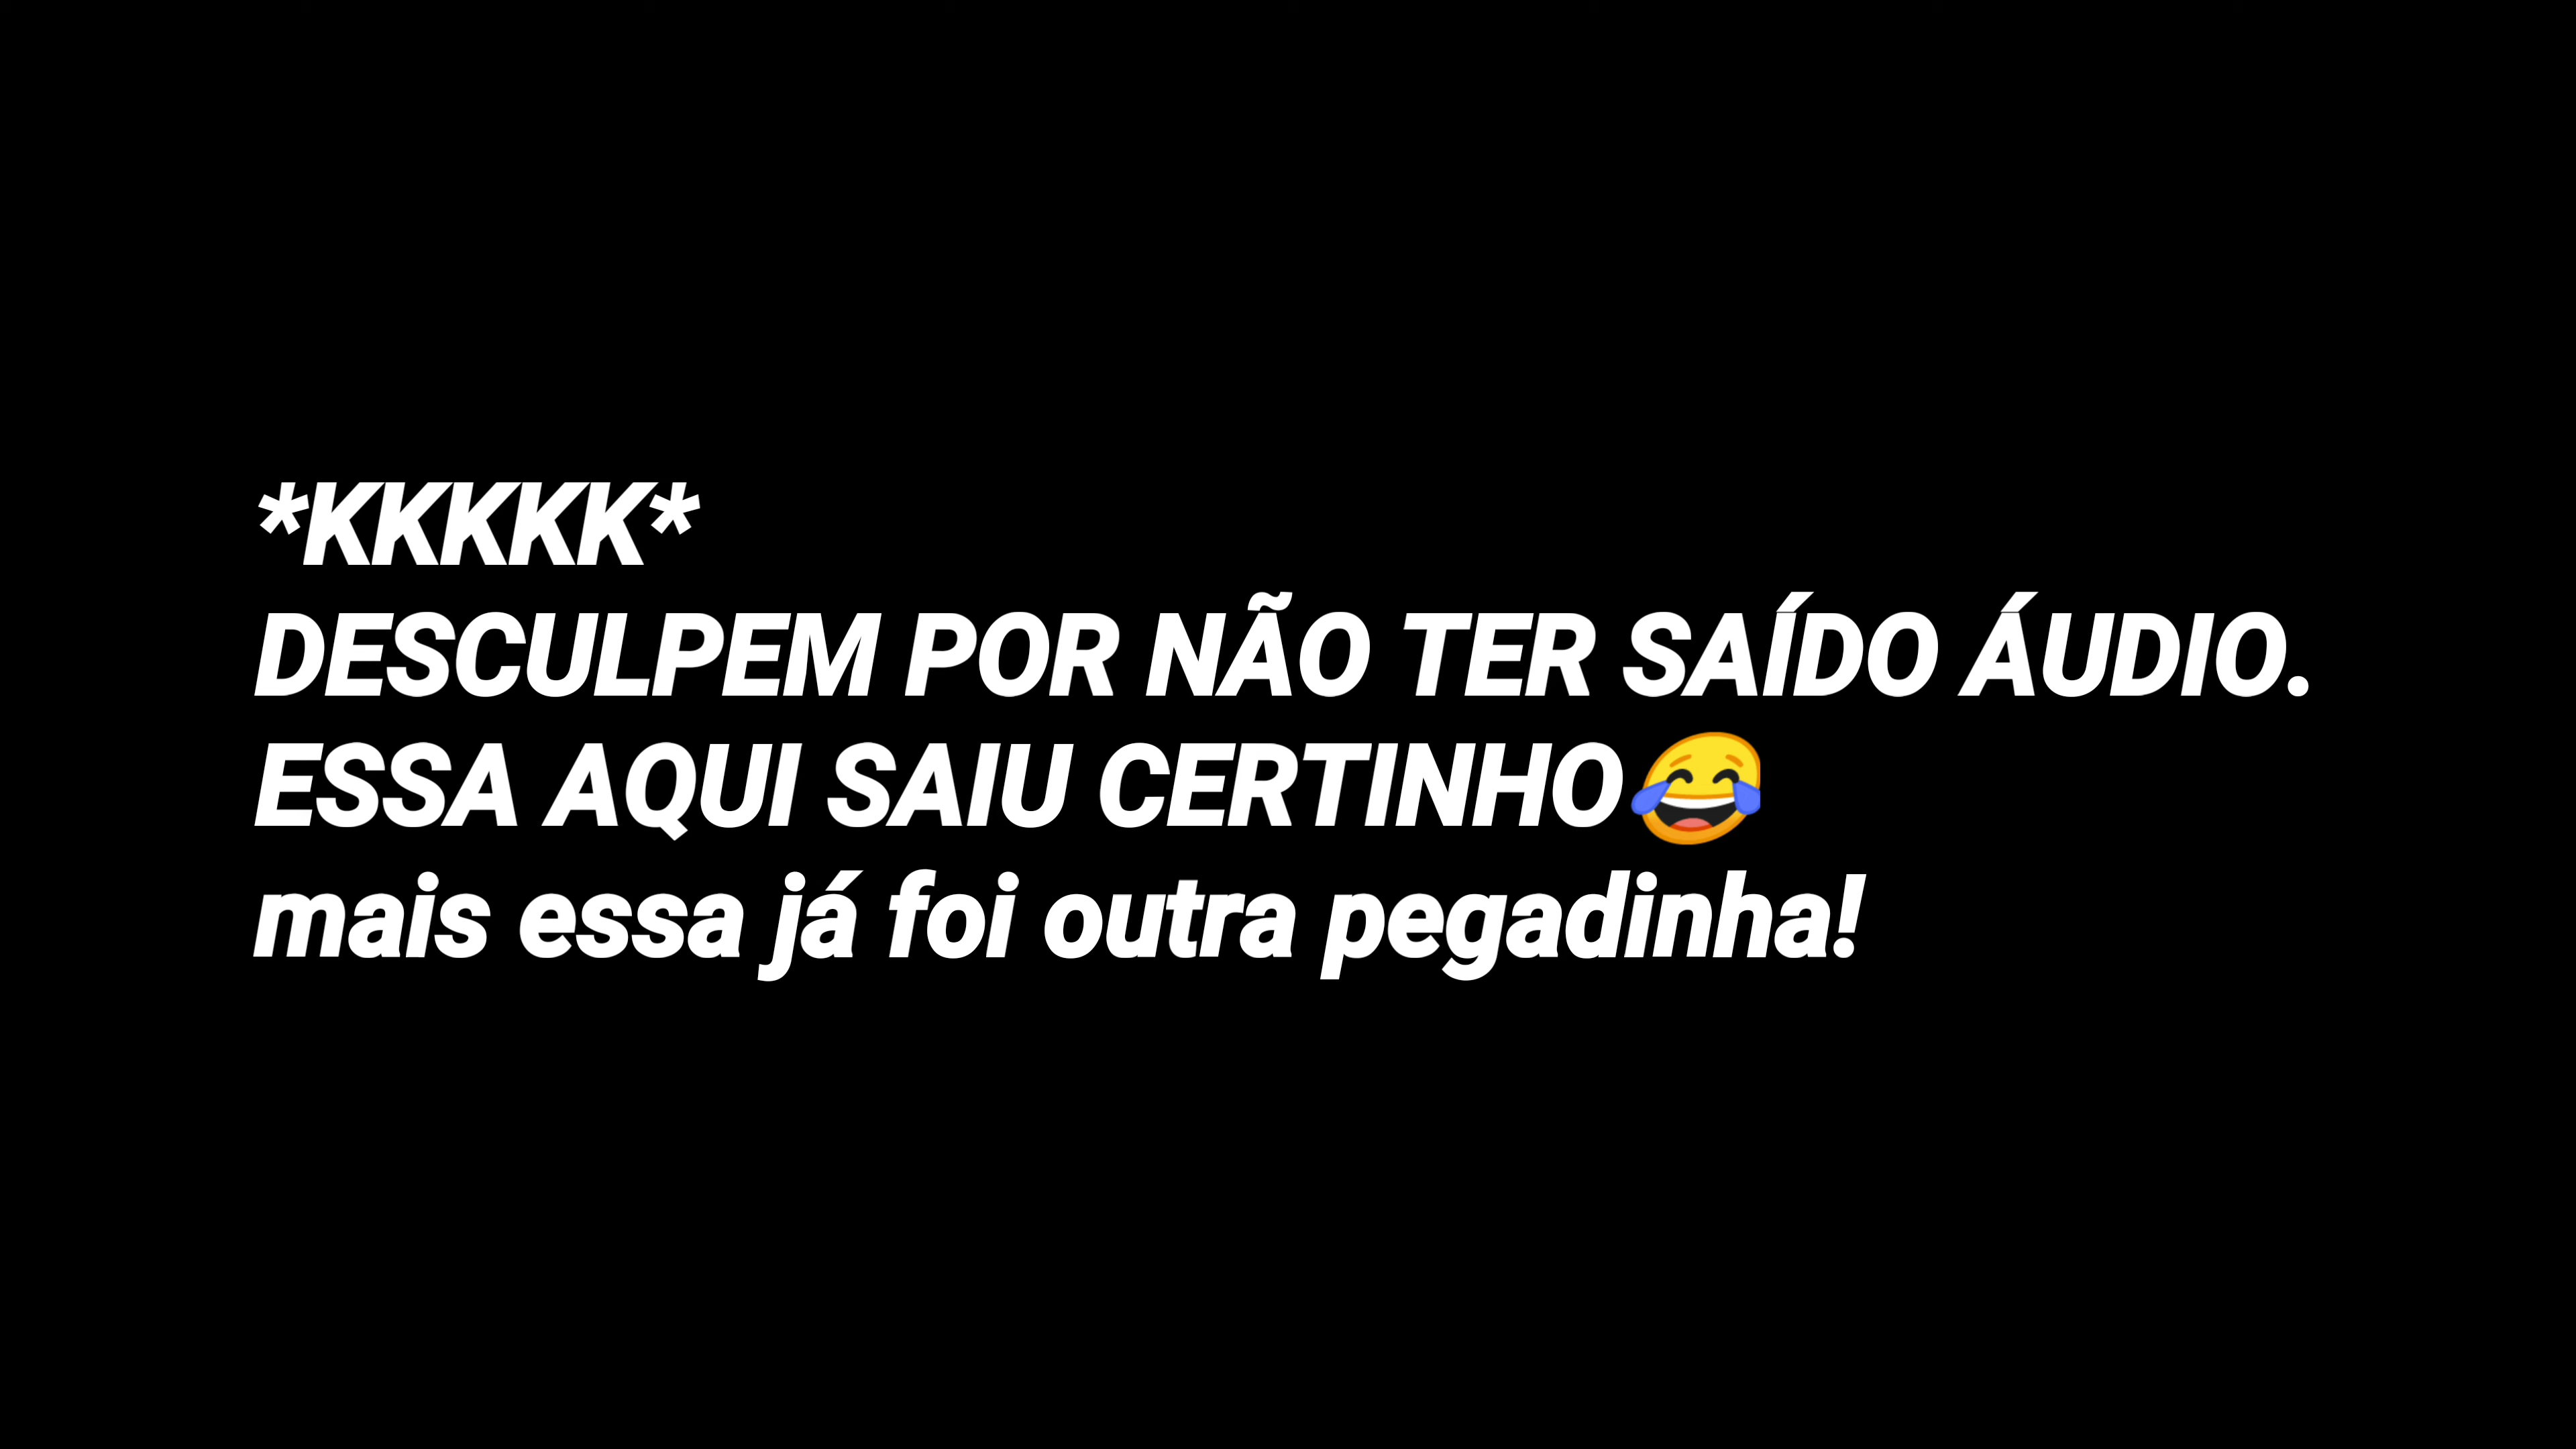 *KKKKK*
DESCULPEM POR NÃO TER SAÍDO ÁUDIO.
ESSA AQUI SAIU CERTINHO😂
mais essa já foi outra pegadinha!